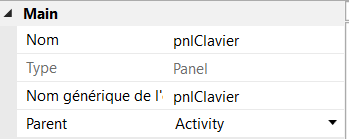 Main
Nom pnlClavier
Type Panel
Nom générique de l'é pnlClavier
Parent Activity